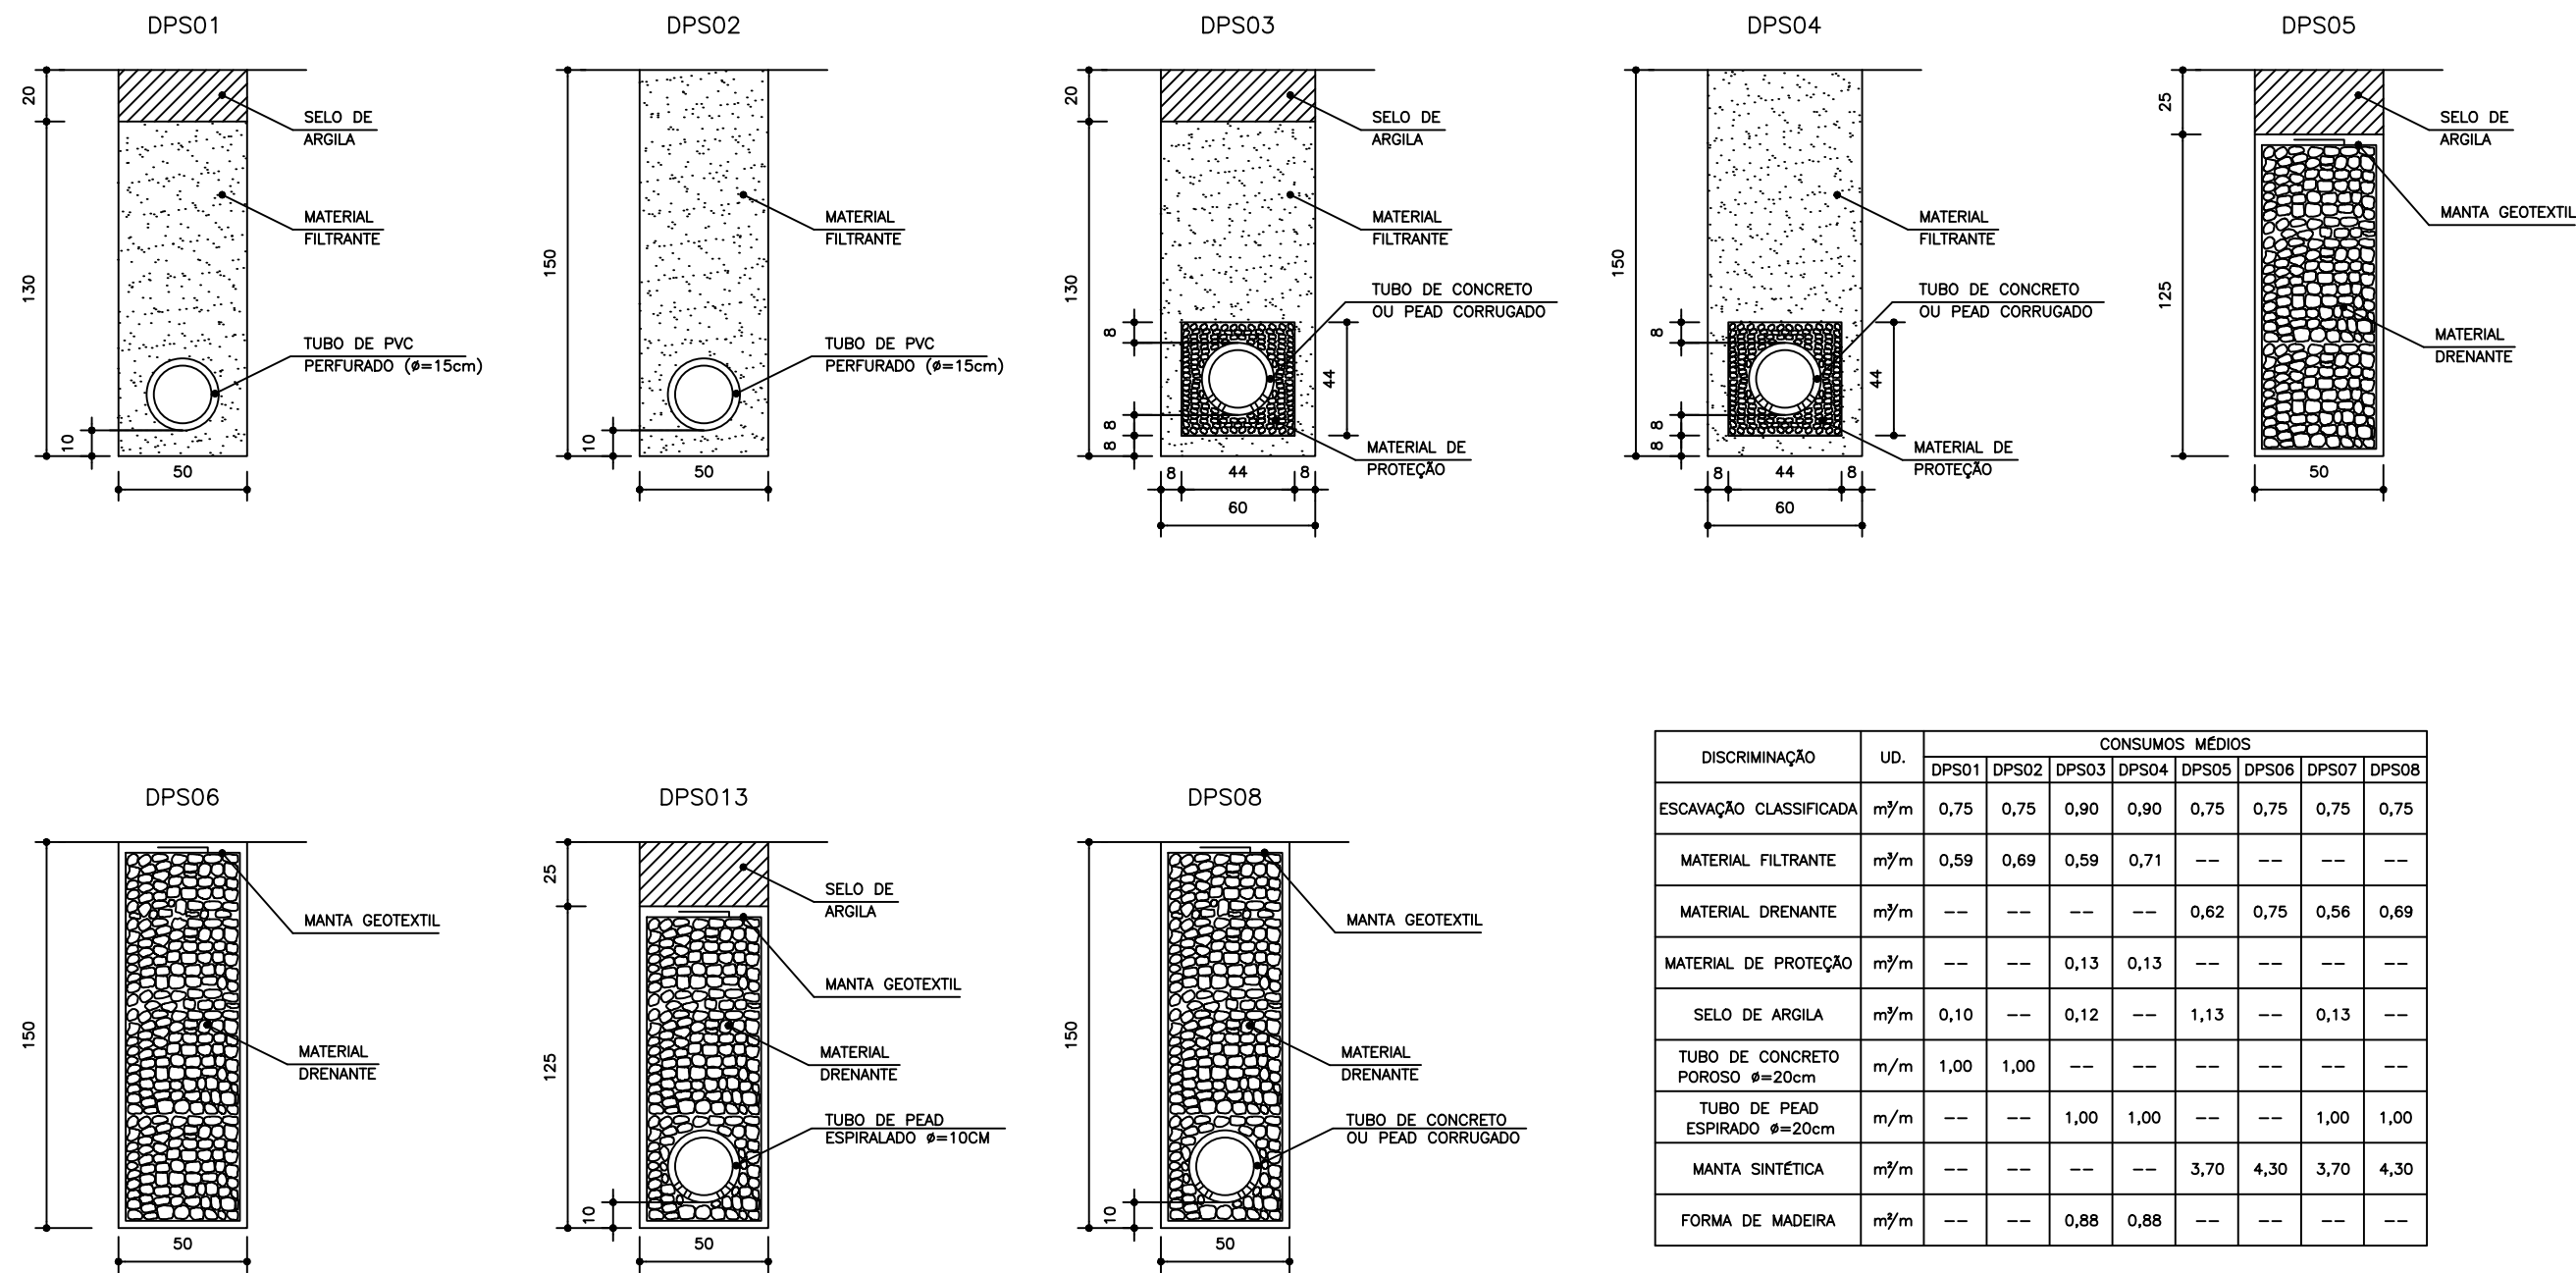 DPS01
20
130
10
50
SELO DE
ARGILA
MATERIAL
FILTRANTE
TUBO DE PVC
PERFURADO (ø=15cm)
DPS02
150
10
50
MATERIAL
FILTRANTE
TUBO DE PVC
PERFURADO (ø=15cm)
DPS03
20
130
8
8
8
44
8 44 8
60
SELO DE
ARGILA
MATERIAL
FILTRANTE
TUBO DE CONCRETO
OU PEAD CORRUGADO
MATERIAL DE
PROTEÇÃO
DPS04
150
8
8
8
44
8 44 8
60
MATERIAL
FILTRANTE
TUBO DE CONCRETO
OU PEAD CORRUGADO
MATERIAL DE
PROTEÇÃO
DPS05
25
125
50
SELO DE
ARGILA
MANTA GEOTEXTIL
MATERIAL
DRENANTE
DPS06
150
50
MANTA GEOTEXTIL
MATERIAL
DRENANTE
DPS013
25
125
10
50
SELO DE
ARGILA
MANTA GEOTEXTIL
MATERIAL
DRENANTE
TUBO DE PEAD
ESPIRALADO ø=10CM
DPS08
150
10
50
MANTA GEOTEXTIL
MATERIAL
DRENANTE
TUBO DE CONCRETO
OU PEAD CORRUGADO
DISCRIMINAÇÃO UD. CONSUMOS MÉDIOS
DPS01 DPS02 DPS03 DPS04 DPS05 DPS06 DPS07 DPS08
ESCAVAÇÃO CLASSIFICADA m³/m 0,75 0,75 0,90 0,90 0,75 0,75 0,75 0,75
MATERIAL FILTRANTE m³/m 0,59 0,69 0,59 0,71 -- -- -- --
MATERIAL DRENANTE m³/m -- -- -- -- 0,62 0,75 0,56 0,69
MATERIAL DE PROTEÇÃO m³/m -- -- 0,13 0,13 -- -- -- --
SELO DE ARGILA m³/m 0,10 -- 0,12 -- 1,13 -- 0,13 --
TUBO DE CONCRETO
POROSO ø=20cm m/m 1,00 1,00 -- -- -- -- -- --
TUBO DE PEAD
ESPIRADO ø=20cm m/m -- -- 1,00 1,00 -- -- 1,00 1,00
MANTA SINTÉTICA m²/m -- -- -- -- 3,70 4,30 3,70 4,30
FORMA DE MADEIRA m²/m -- -- 0,88 0,88 -- -- -- --